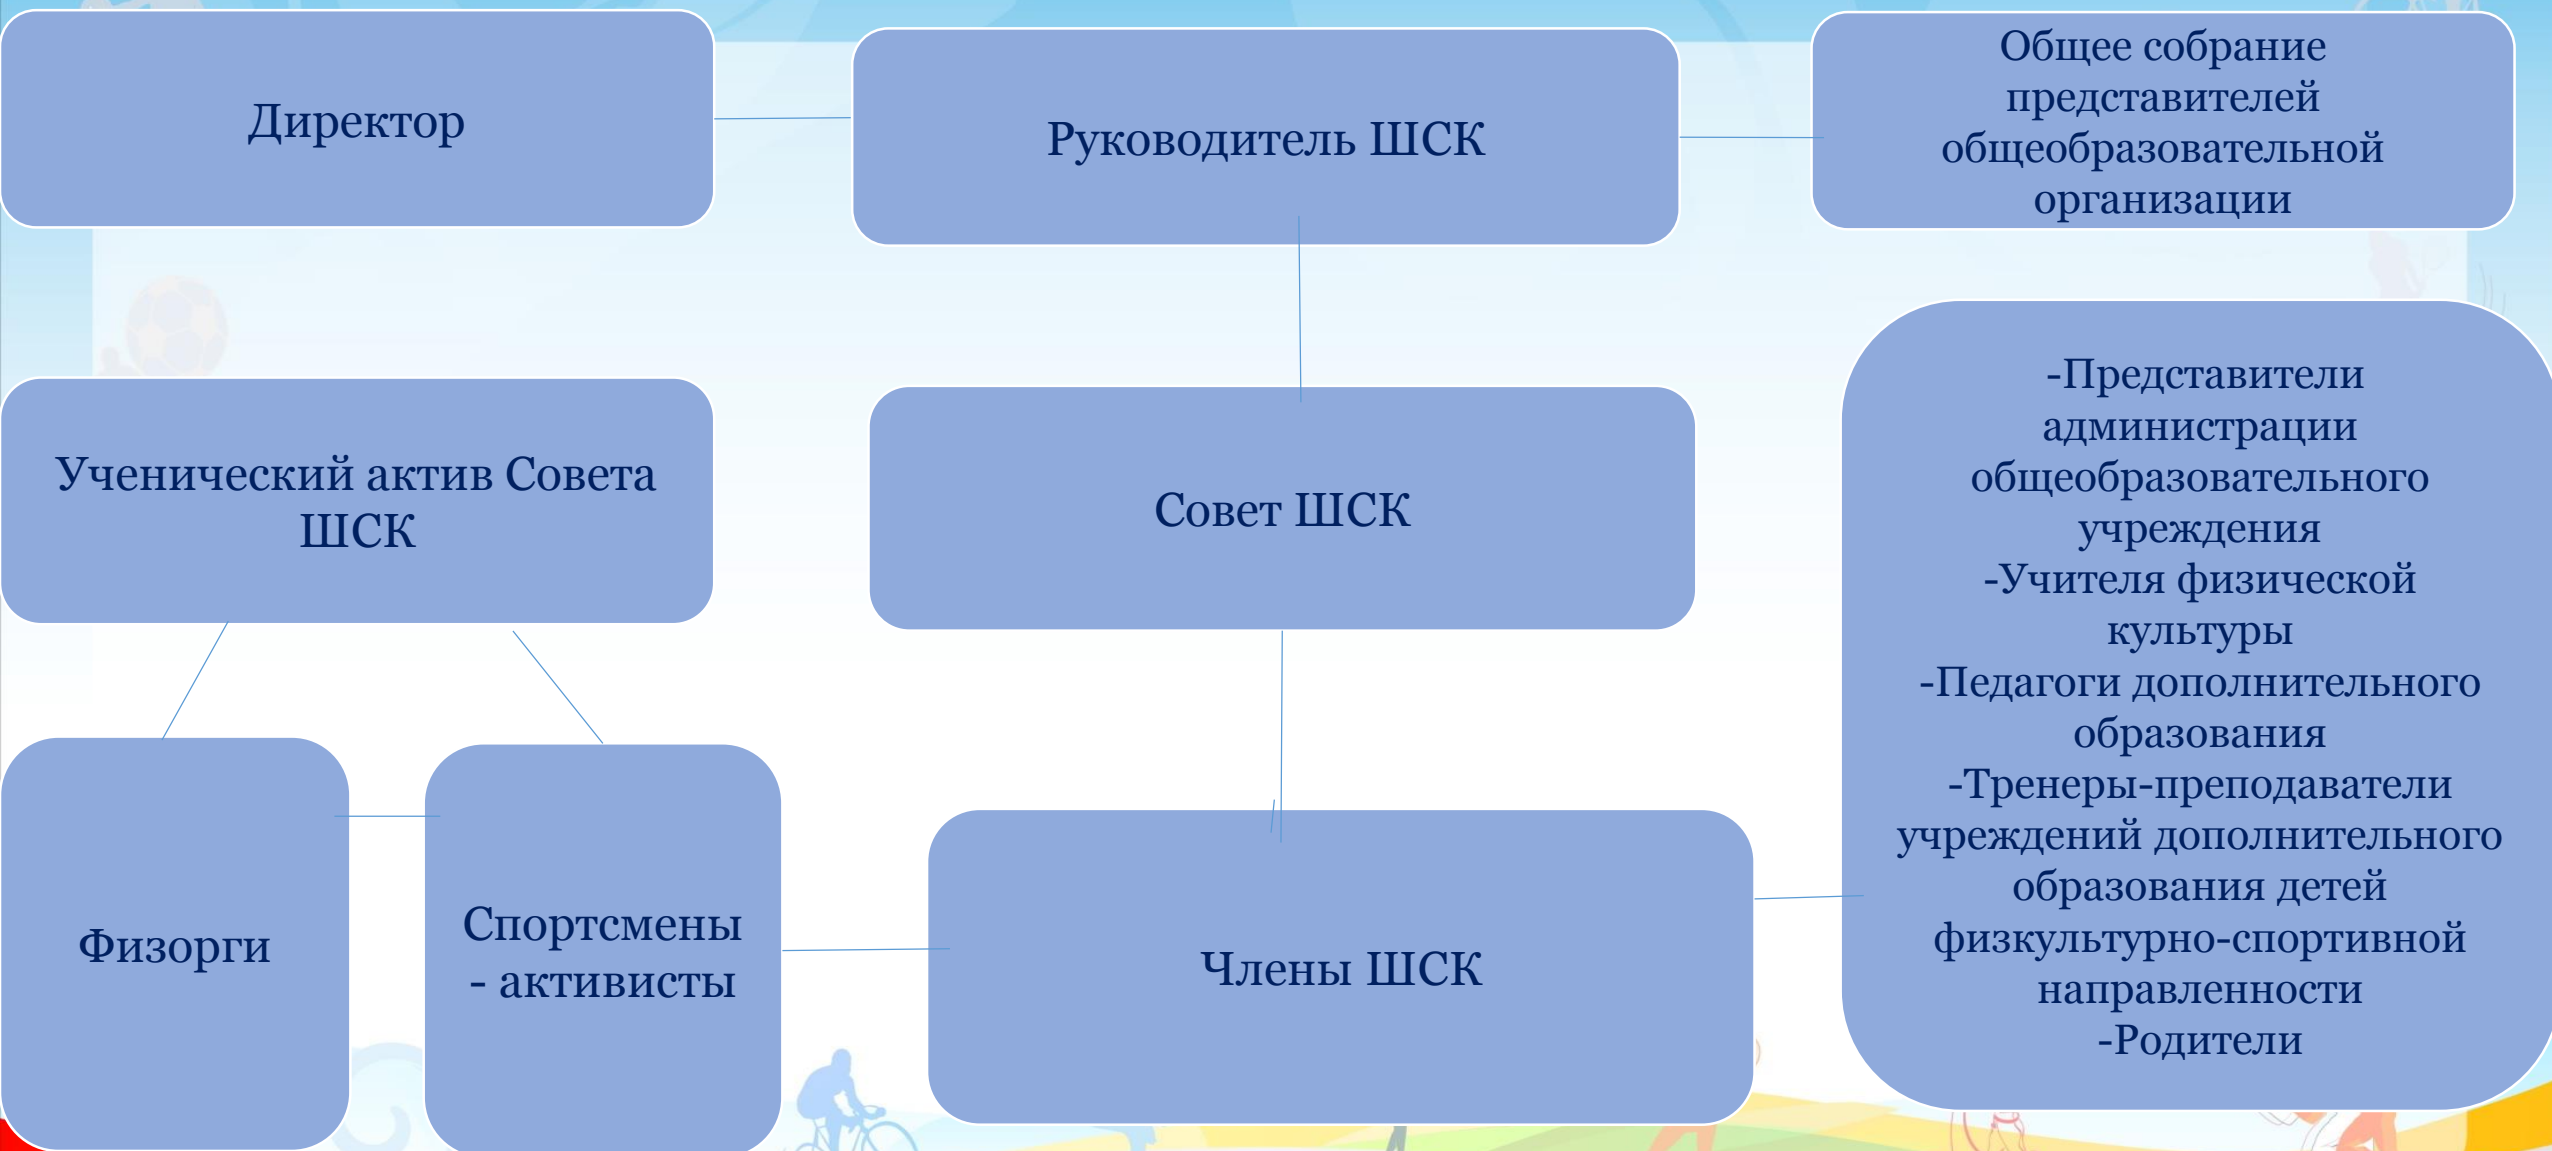 Директор
Руководитель ШСК
Общее собрание
представителей
общеобразовательной
организации
Ученический актив Совета
ШСК
Совет ШСК
-Представители
администрации
общеобразовательного
учреждения
-Учителя физической
культуры
-Педагоги дополнительного
образования
-Тренеры-преподаватели
учреждений дополнительного
образования детей
физкультурно-спортивной
направленности
-Родители
Физорги
Спортсмены
- активисты
Члены ШСК